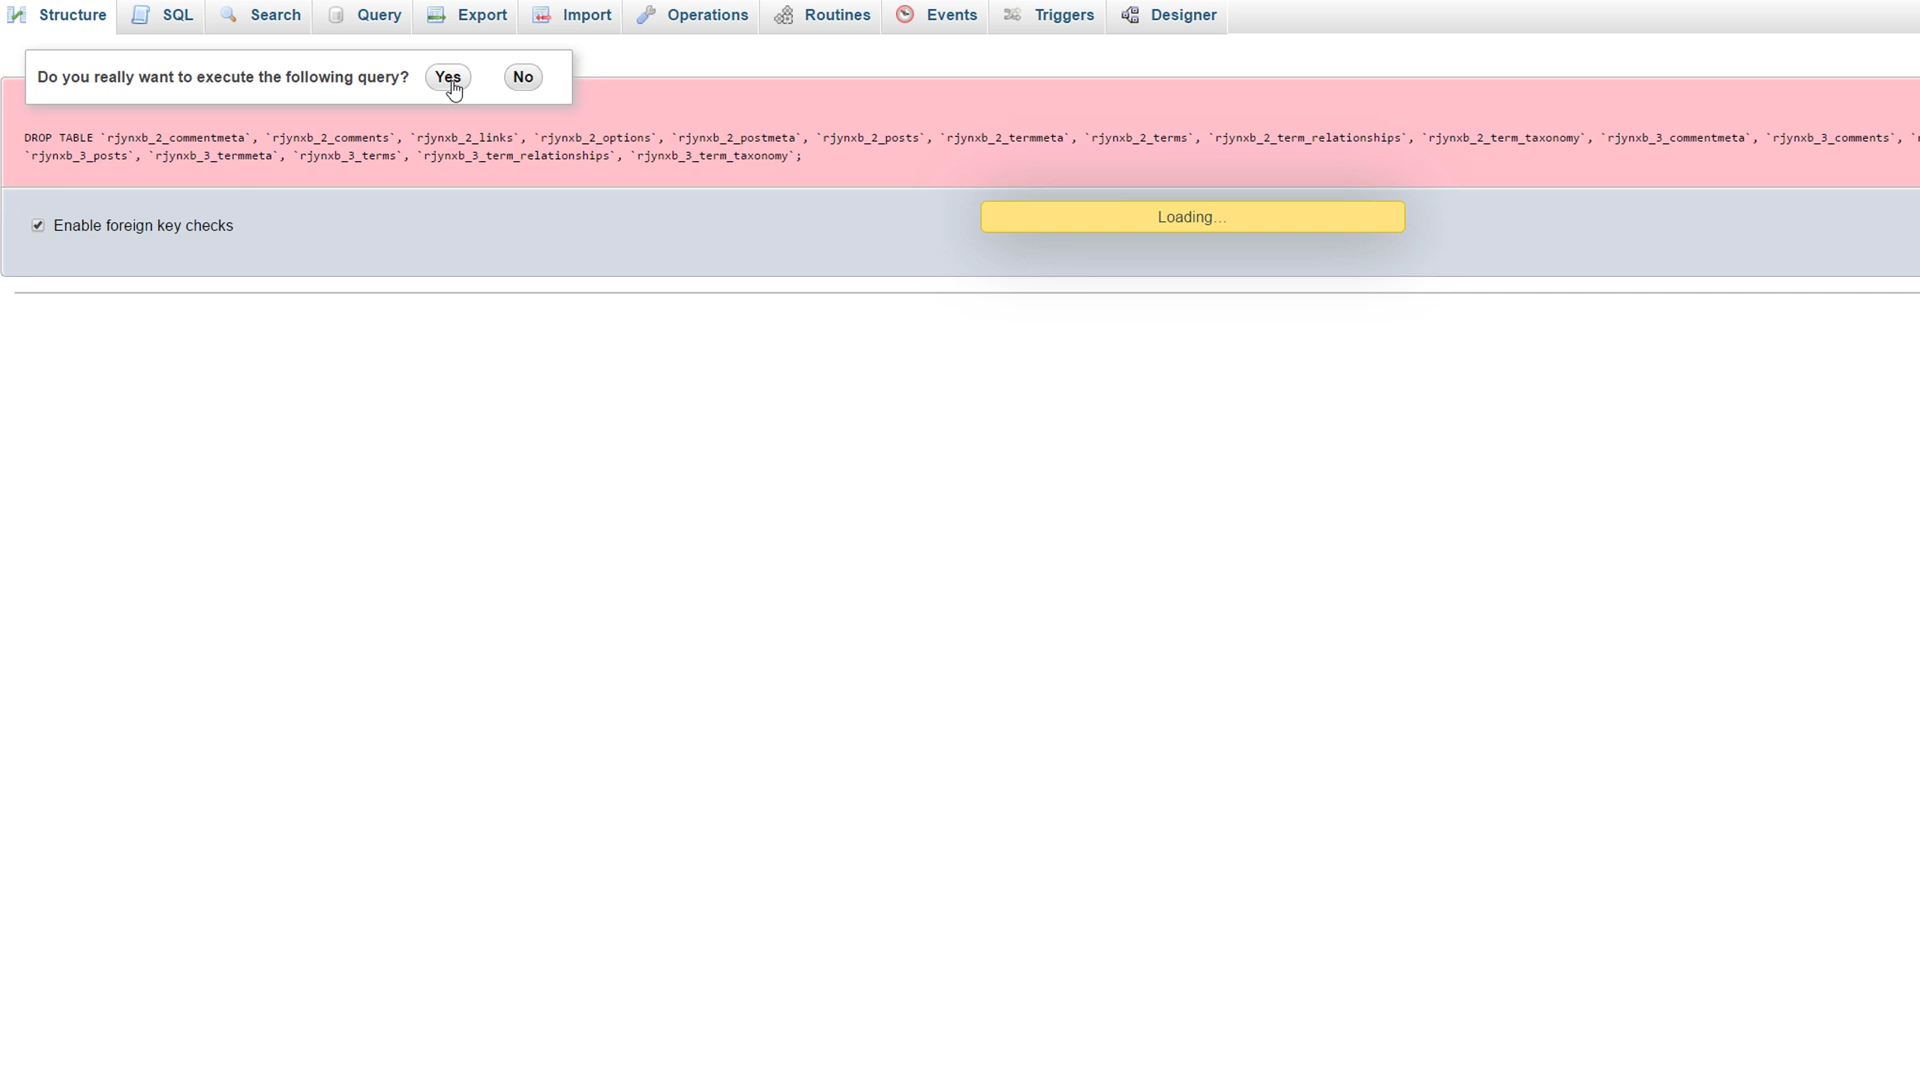 Structure SQL Search Query Export Import Operations Routines Events Triggers Designer
Do you really want to execute the following query? Yes No
DROP TABLE `rjynxb_2_commentmeta`, `rjynxb_2_comments`, `rjynxb_2_links`, `rjynxb_2_options`, `rjynxb_2_postmeta`, `rjynxb_2_posts`, `rjynxb_2_termmeta`, `rjynxb_2_terms`, `rjynxb_2_term_relationships`, `rjynxb_2_term_taxonomy`, `rjynxb_3_commentmeta`, `rjynxb_3_comments`,
`rjynxb_3_posts`, `rjynxb_3_termmeta`, `rjynxb_3_terms`, `rjynxb_3_term_relationships`, `rjynxb_3_term_taxonomy`;
Loading...
Enable foreign key checks